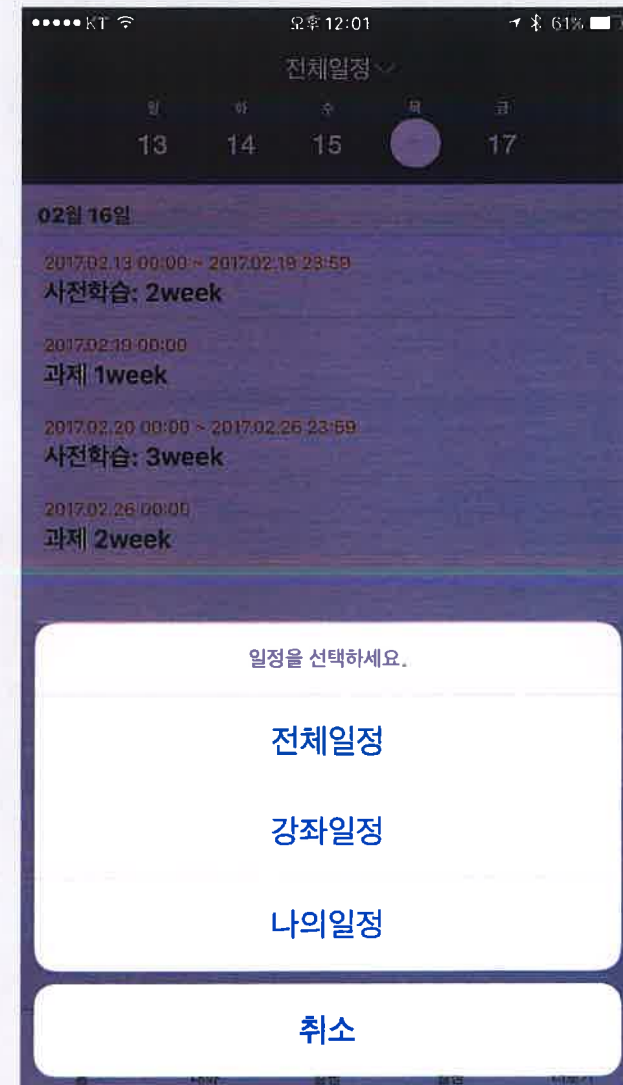 KT 오후 12:01 61%
전체일정
월 화 수 목 금
13 14 15 17
02월 16일
2017.02.13 00:00 ~ 2017.02.19 23:59
사전학습: 2week
2017.02.19 00:00
과제 1week
2017.02.20 00:00 ~ 2017.02.26 23:59
사전학습: 3week
2017.02.26 00:00
과제 2week
일정을 선택하세요.
전체일정
강좌일정
나의일정
취소